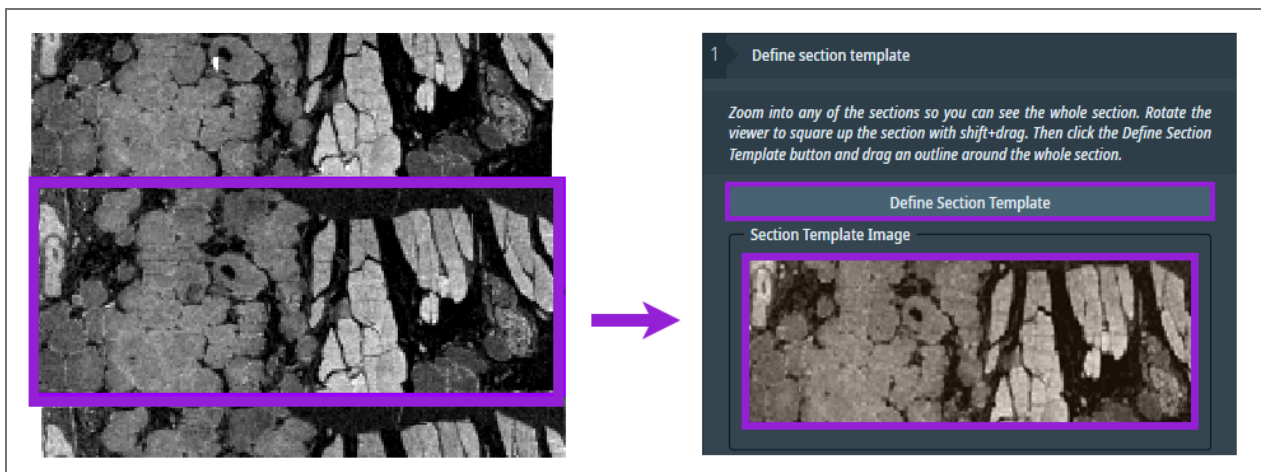 1 Define section template
Zoom into any of the sections so you can see the whole section. Rotate the
viewer to square up the section with shift+drag. Then click the Define Section
Template button and drag an outline around the whole section.
Define Section Template
Section Template Image